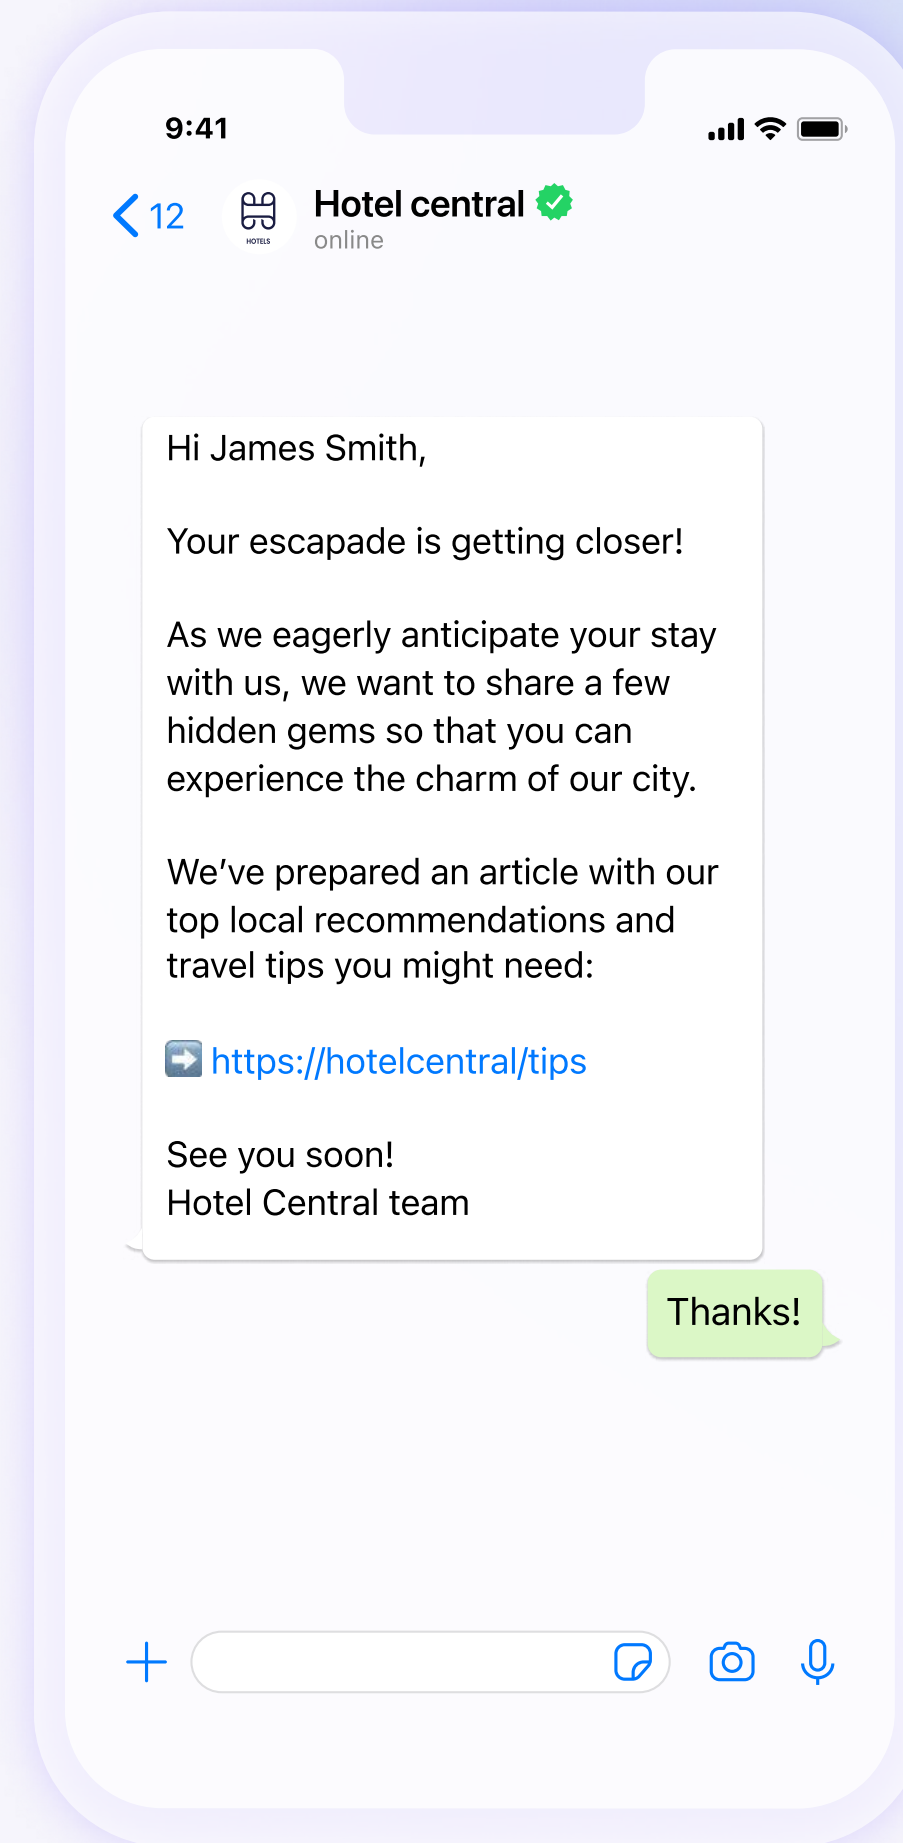 9:41
12
Hotel central
HOTELS
online
Hi James Smith,
Your escapade is getting closer!
As we eagerly anticipate your stay
with us, we want to share a few
hidden gems so that you can
experience the charm of our city.
We’ve prepared an article with our
top local recommendations and
travel tips you might need:
➡️ https://hotelcentral/tips
See you soon!
Hotel Central team
Thanks!